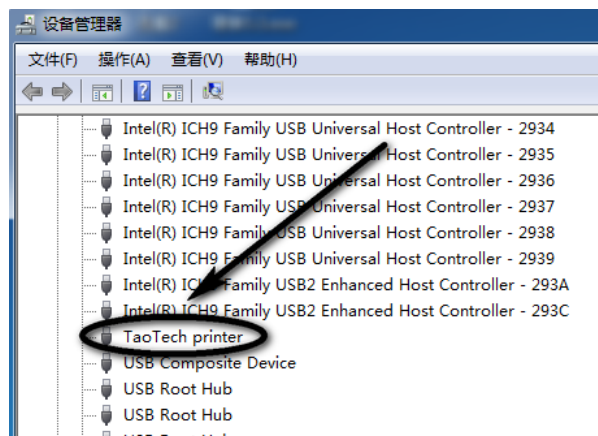 设备管理器
文件(F) 操作(A) 查看(V) 帮助(H)
Intel(R) ICH9 Family USB Universal Host Controller - 2934
Intel(R) ICH9 Family USB Universal Host Controller - 2935
Intel(R) ICH9 Family USB Universal Host Controller - 2936
Intel(R) ICH9 Family USB Universal Host Controller - 2937
Intel(R) ICH9 Family USB Universal Host Controller - 2938
Intel(R) ICH9 Family USB Universal Host Controller - 2939
Intel(R) ICH9 Family USB2 Enhanced Host Controller - 293A
Intel(R) ICH9 Family USB2 Enhanced Host Controller - 293C
TaoTech printer
USB Composite Device
USB Root Hub
USB Root Hub